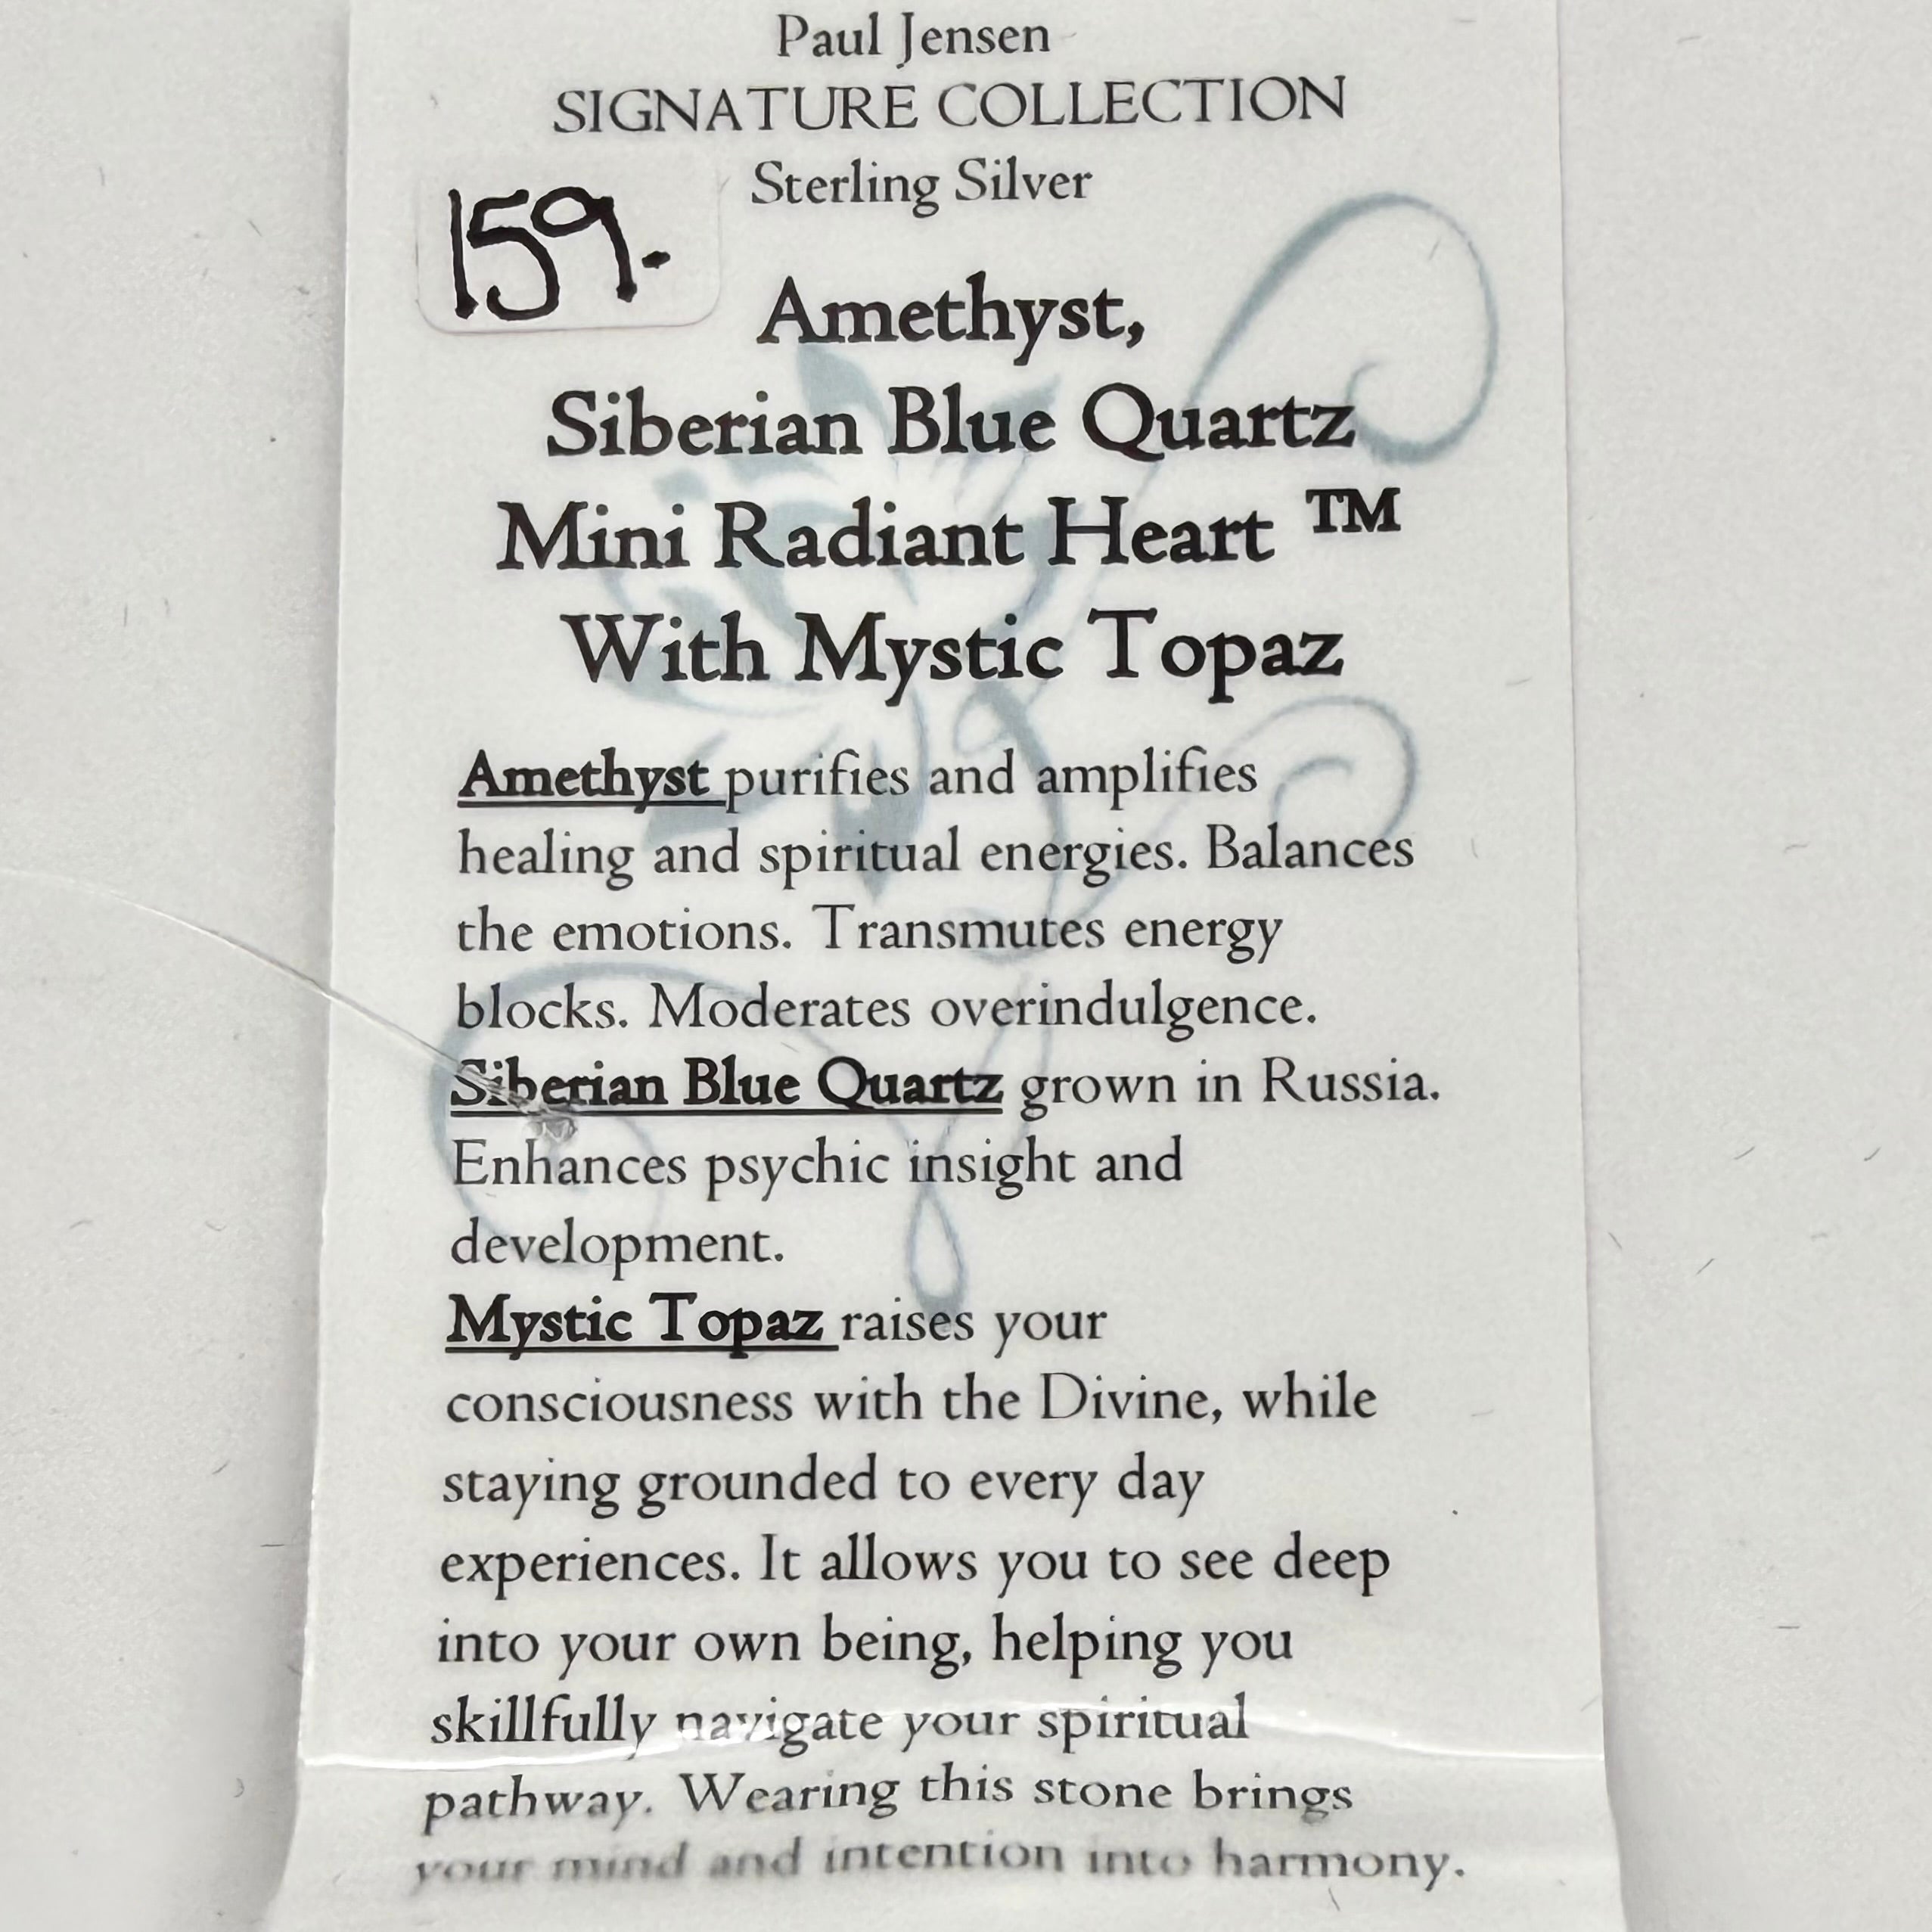 Paul Jensen
SIGNATURE COLLECTION
Sterling Silver
159.
Amethyst,
Siberian Blue Quartz
Mini Radiant Heart ™
With Mystic Topaz
Amethyst purifies and amplifies
healing and spiritual energies. Balances
the emotions. Transmutes energy
blocks. Moderates overindulgence.
Siberian Blue Quartz grown in Russia.
Enhances psychic insight and
development.
Mystic Topaz raises your
consciousness with the Divine, while
staying grounded to every day
experiences. It allows you to see deep
into your own being, helping you
skillfully navigate your spiritual
pathway. Wearing this stone brings
your mind and intention into harmony.